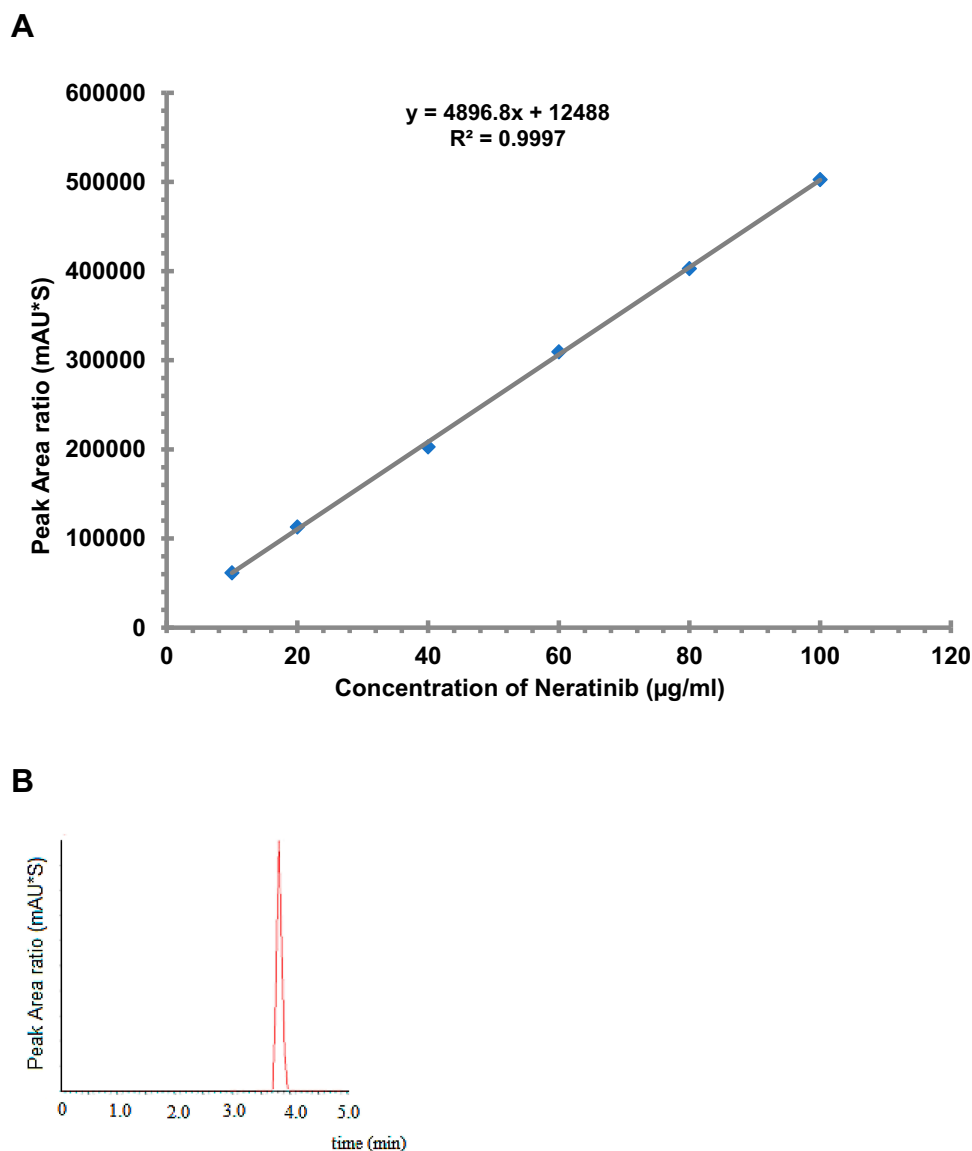 A
600000
500000
400000
300000
200000
100000
0
Peak Area ratio (mAU*S)
y = 4896.8x + 12488
R² = 0.9997
0 20 40 60 80 100 120
Concentration of Neratinib (µg/ml)
B
Peak Area ratio (mAU*S)
0 1.0 2.0 3.0 4.0 5.0
time (min)